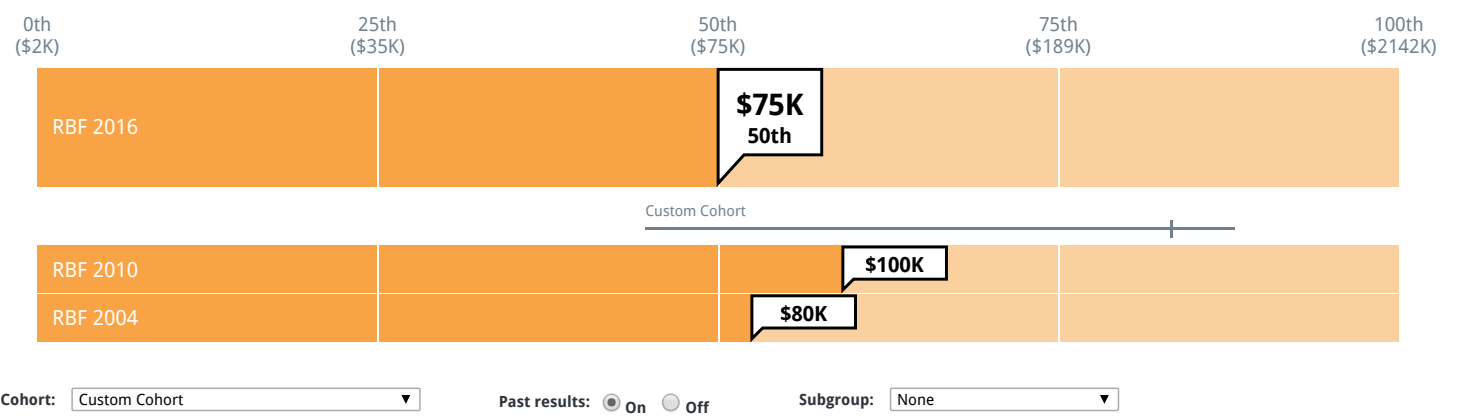 0th 25th 50th 75th 100th
($2K) ($35K) ($75K) ($189K) ($2142K)
$75K
RBF 2016
50th
Custom Cohort
RBF 2010 $100K
RBF 2004 $80K
Cohort: Custom Cohort ▼ Past results: On Off Subgroup: None ▼